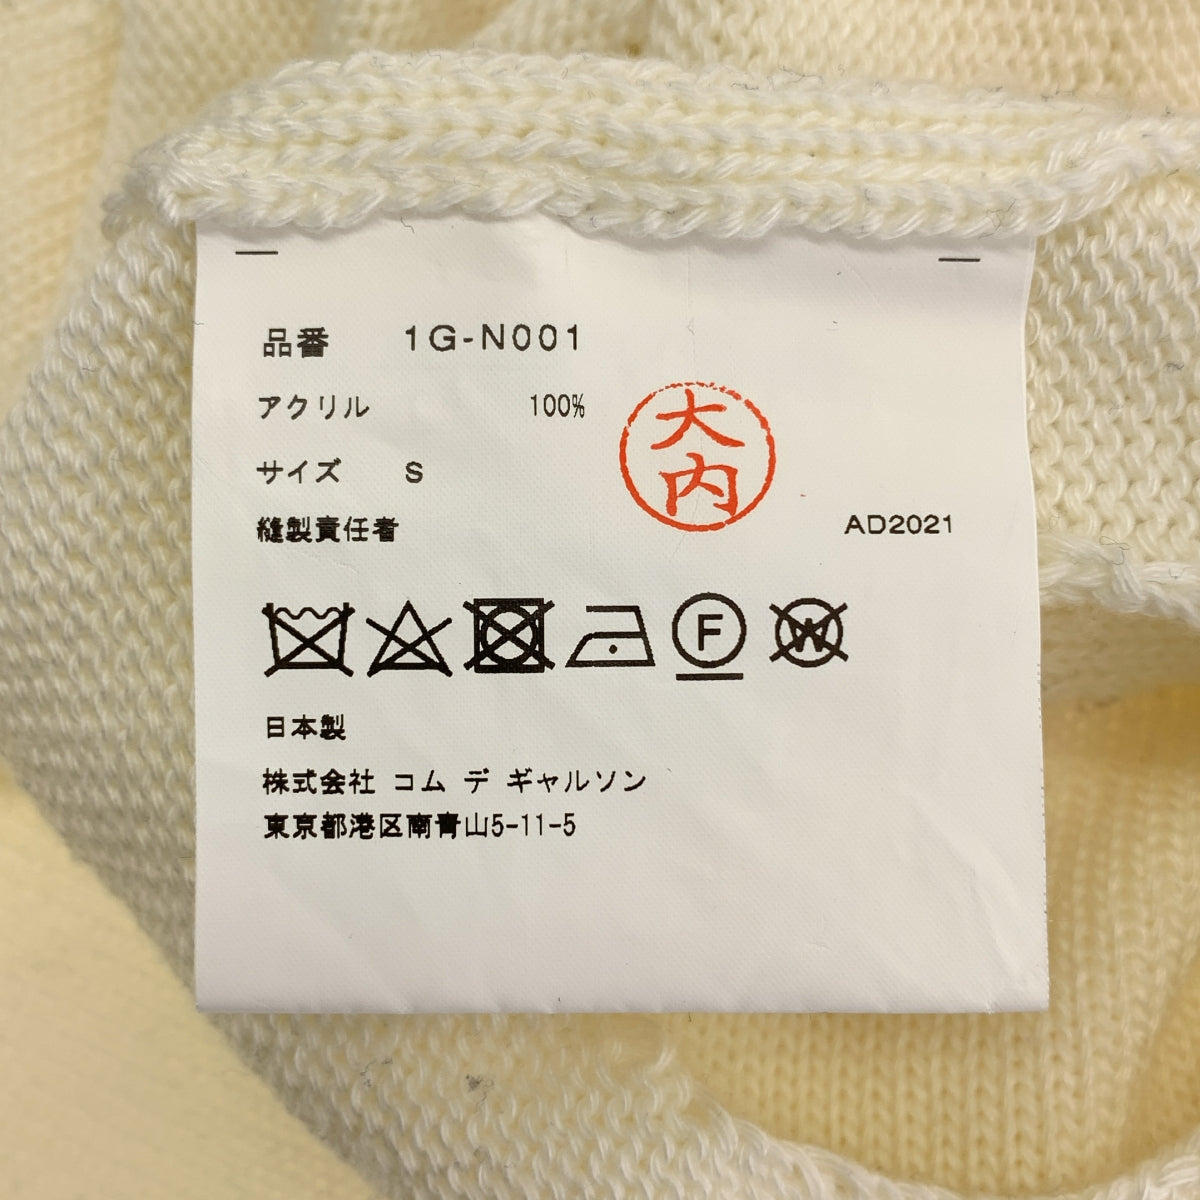 品番 1G-N001
アクリル 100%
サイズ S
縫製責任者
大内
AD2021
F
W
日本製
株式会社 コム デ ギャルソン
東京都港区南青山5-11-5